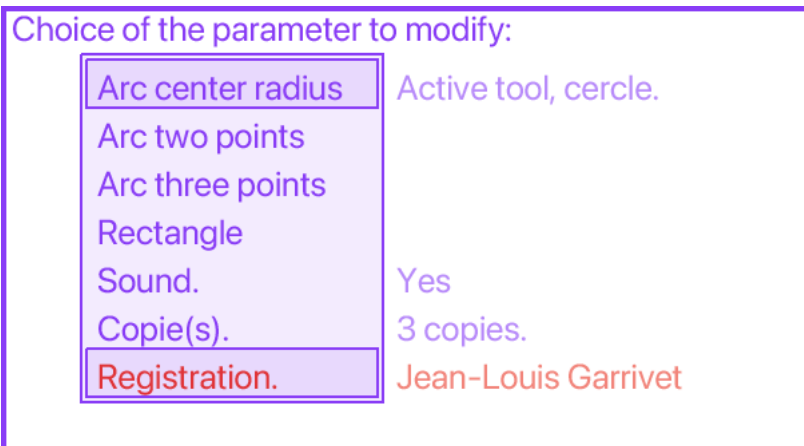 Choice of the parameter to modify:
Arc center radius Active tool, cercle.
Arc two points
Arc three points
Rectangle
Sound. Yes
Copie(s). 3 copies.
Registration. Jean-Louis Garrivet